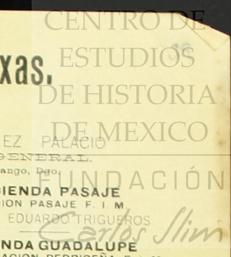 CENTRO DE
ESTUDIOS
xas.
DE HISTORIA
DE MEXICO
EZ PALACIO
GENERAL.
ango, Dgo.
CIENDA PASAJE
FUNDACIÓN
ION PASAJE F. I. M.
EDUARDO TRIGUEROS
Carlos Slim
NDA GUADALUPE